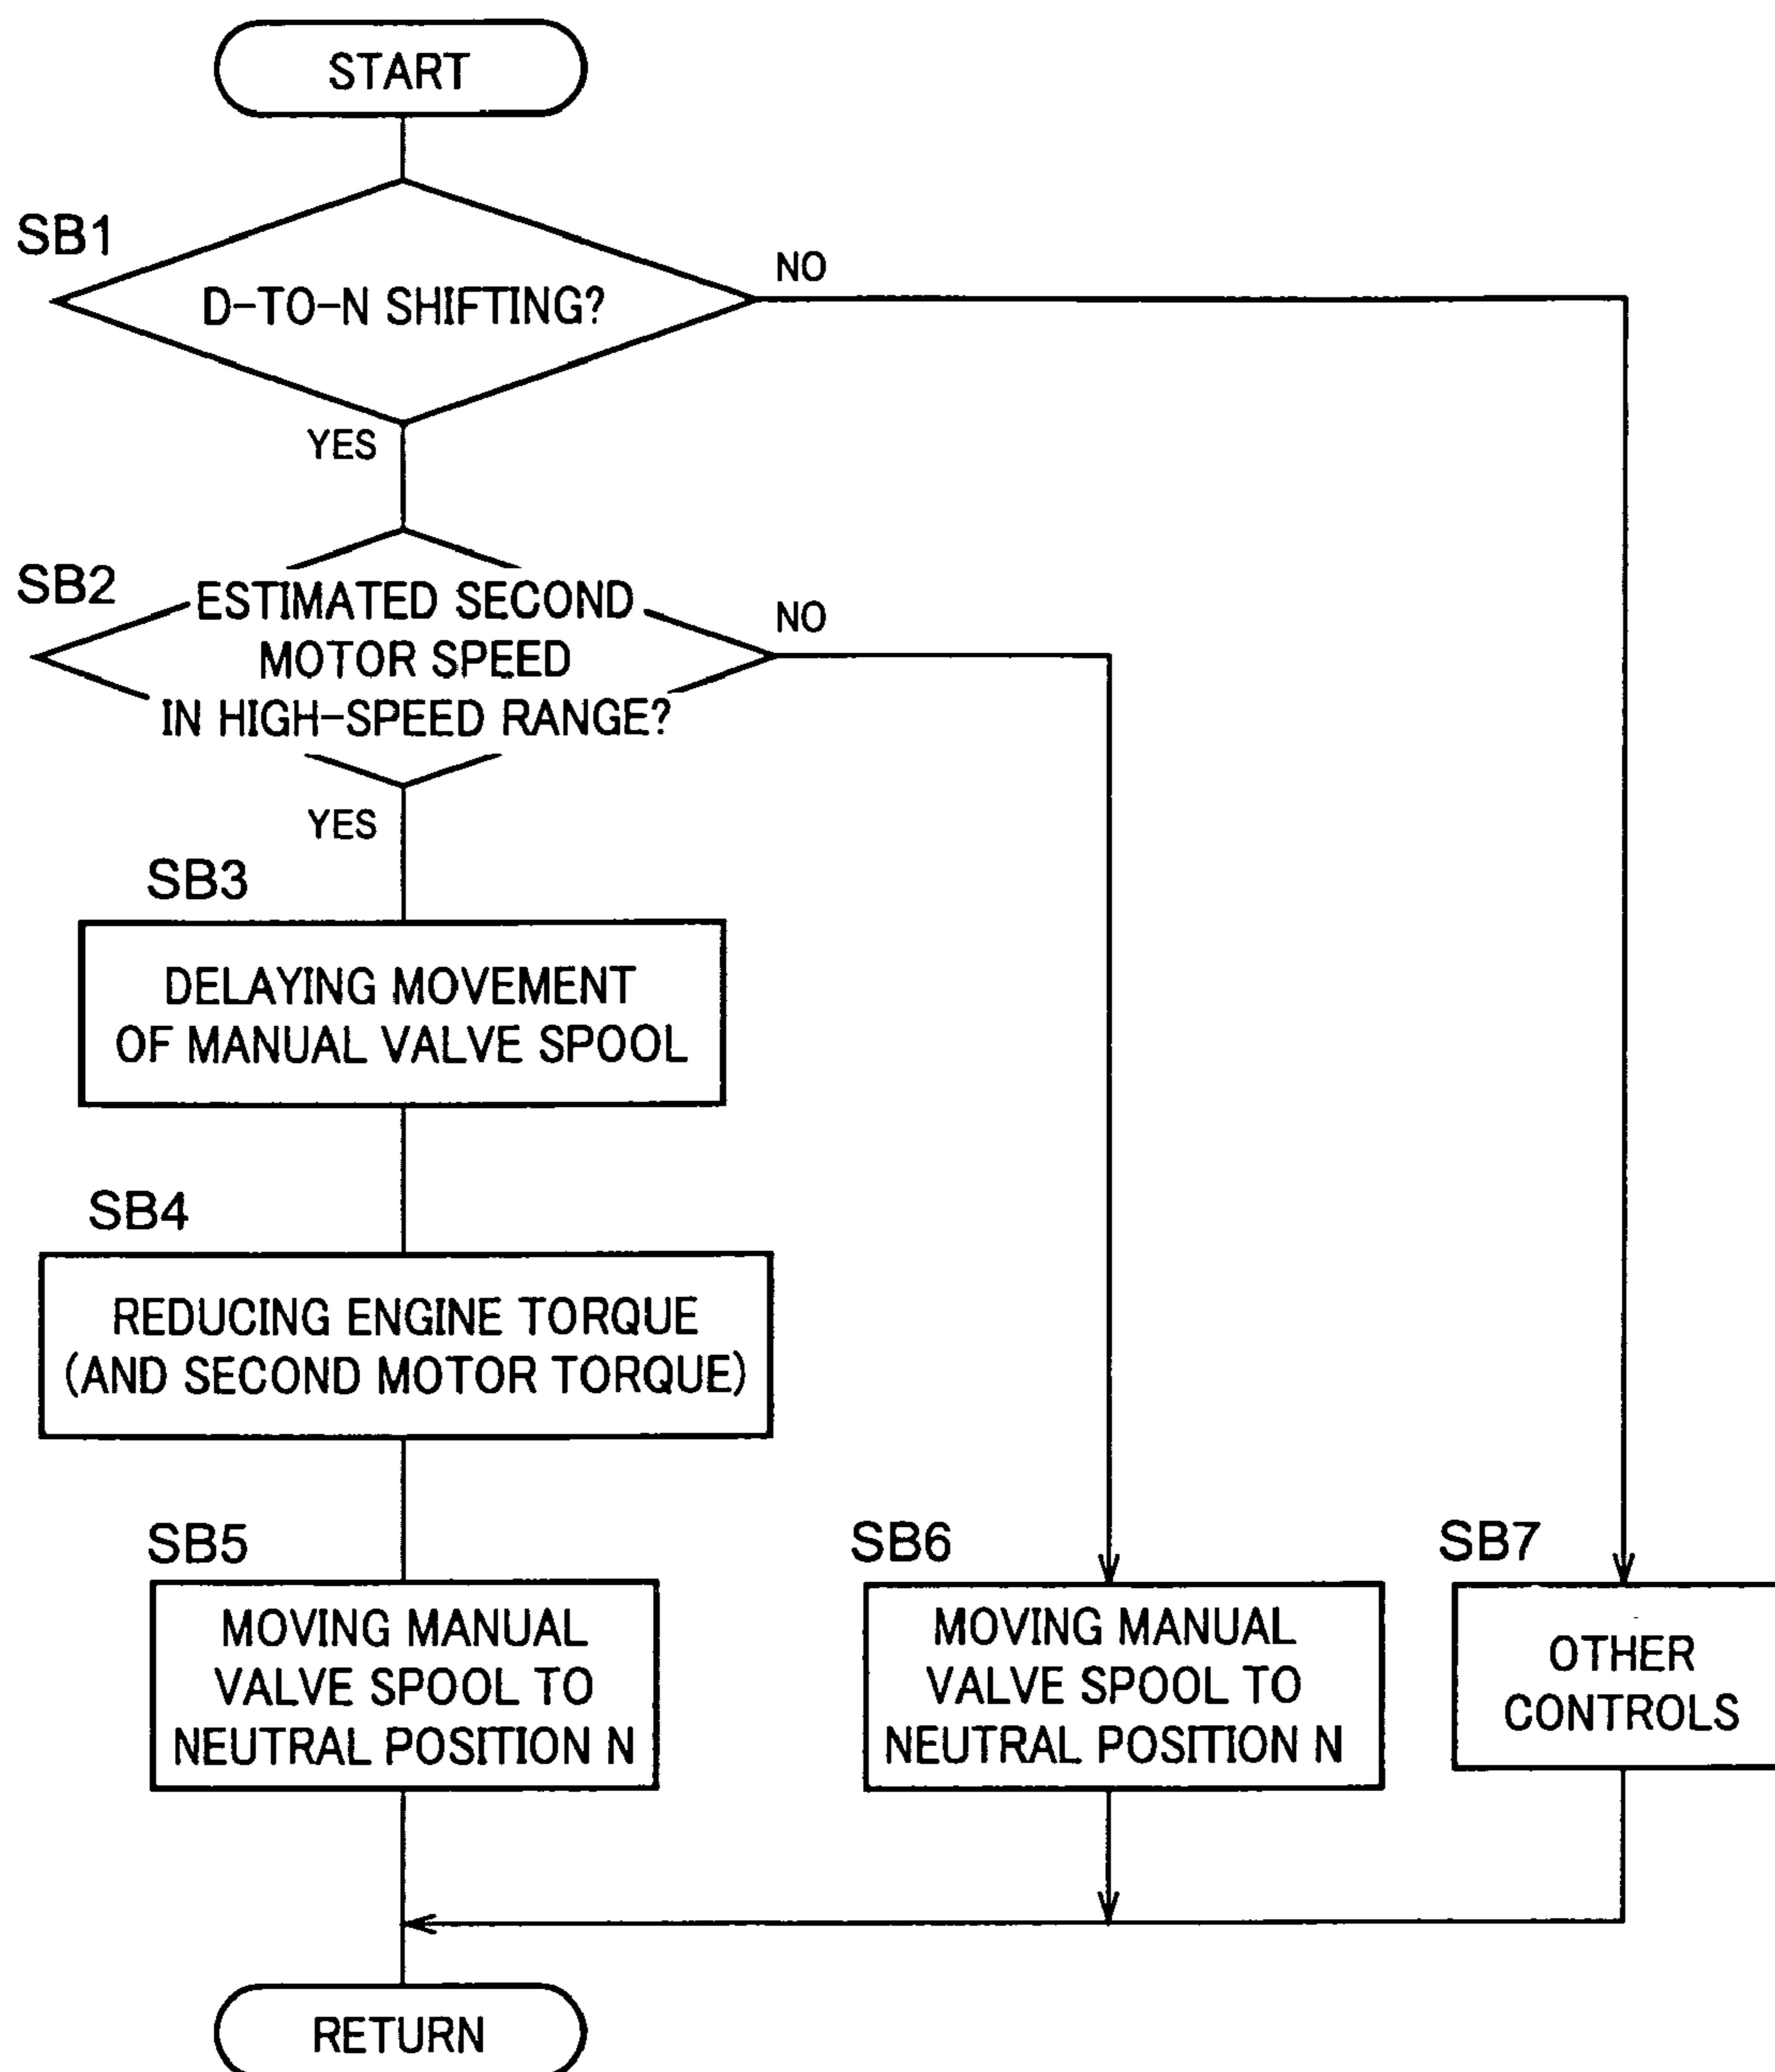 START
SB1
D-TO-N SHIFTING?
NO
YES
SB2
ESTIMATED SECOND
MOTOR SPEED
IN HIGH-SPEED RANGE?
NO
YES
SB3
DELAYING MOVEMENT
OF MANUAL VALVE SPOOL
SB4
REDUCING ENGINE TORQUE
(AND SECOND MOTOR TORQUE)
SB5
MOVING MANUAL
VALVE SPOOL TO
NEUTRAL POSITION N
SB6
MOVING MANUAL
VALVE SPOOL TO
NEUTRAL POSITION N
SB7
OTHER
CONTROLS
RETURN